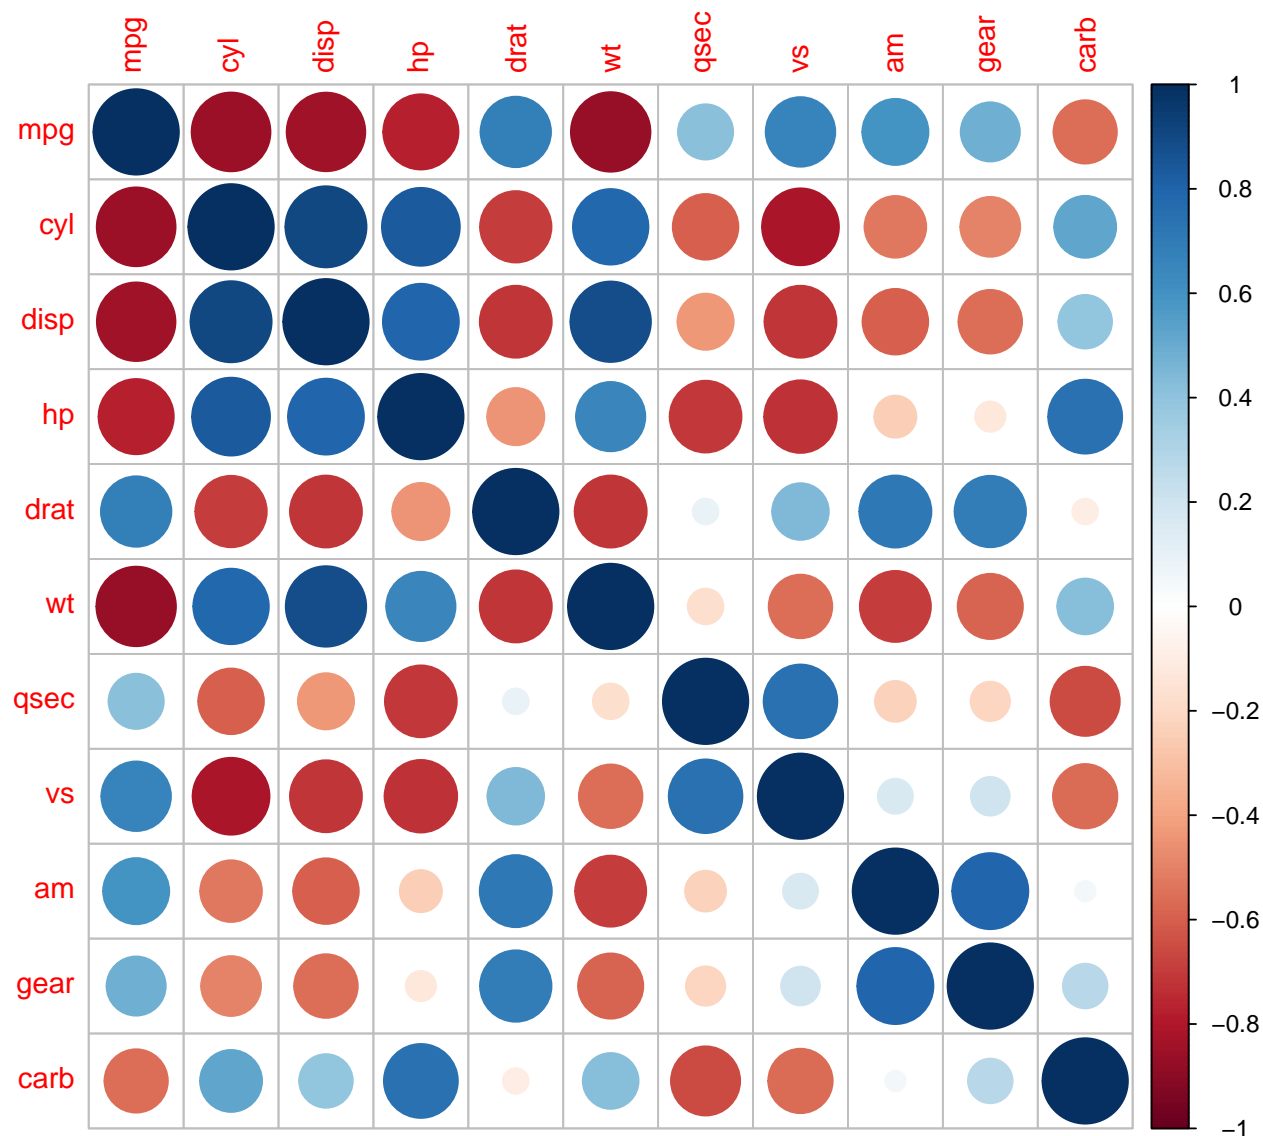 mpg cyl disp hp drat wt qsec vs am gear carb
mpg
cyl
disp
hp
drat
wt
qsec
vs
am
gear
carb
1
0.8
0.6
0.4
0.2
0
−0.2
−0.4
−0.6
−0.8
−1